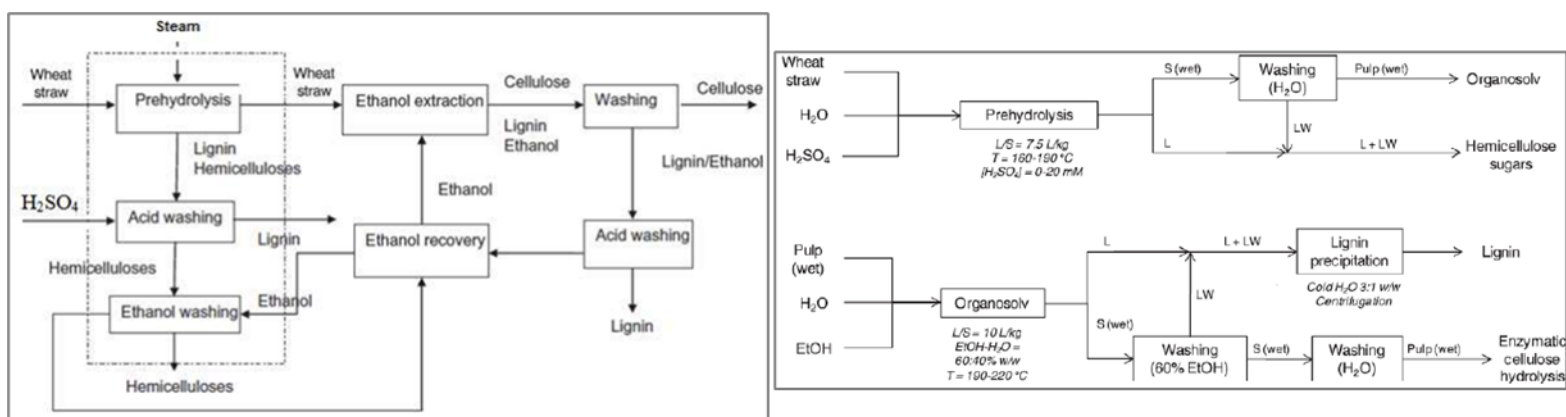 Steam
Wheat
straw
Prehydrolysis
Wheat
straw
Ethanol extraction
Cellulose
Lignin
Ethanol
Washing
Cellulose
Lignin
Hemicelluloses
Ethanol
Lignin/Ethanol
H₂SO₄
Acid washing
Lignin
Ethanol recovery
Acid washing
Hemicelluloses
Ethanol
Ethanol washing
Lignin
Hemicelluloses
Wheat
straw
H₂O
H₂SO₄
Prehydrolysis
L/S = 7.5 L/kg
T = 160-190 °C
[H₂SO₄] = 0-20 mM
S (wet)
Washing
(H₂O)
Pulp (wet)
Organosolv
LW
L
L + LW
Hemicellulose
sugars
Pulp
(wet)
H₂O
EtOH
Organosolv
L/S = 10 L/kg
EtOH-H₂O =
60:40% w/w
T = 190-220 °C
L
L + LW
Lignin
precipitation
Cold H₂O 3:1 w/w
Centrifugation
Lignin
LW
S (wet)
Washing
(60% EtOH)
S (wet)
Washing
(H₂O)
Pulp (wet)
Enzymatic
cellulose
hydrolysis